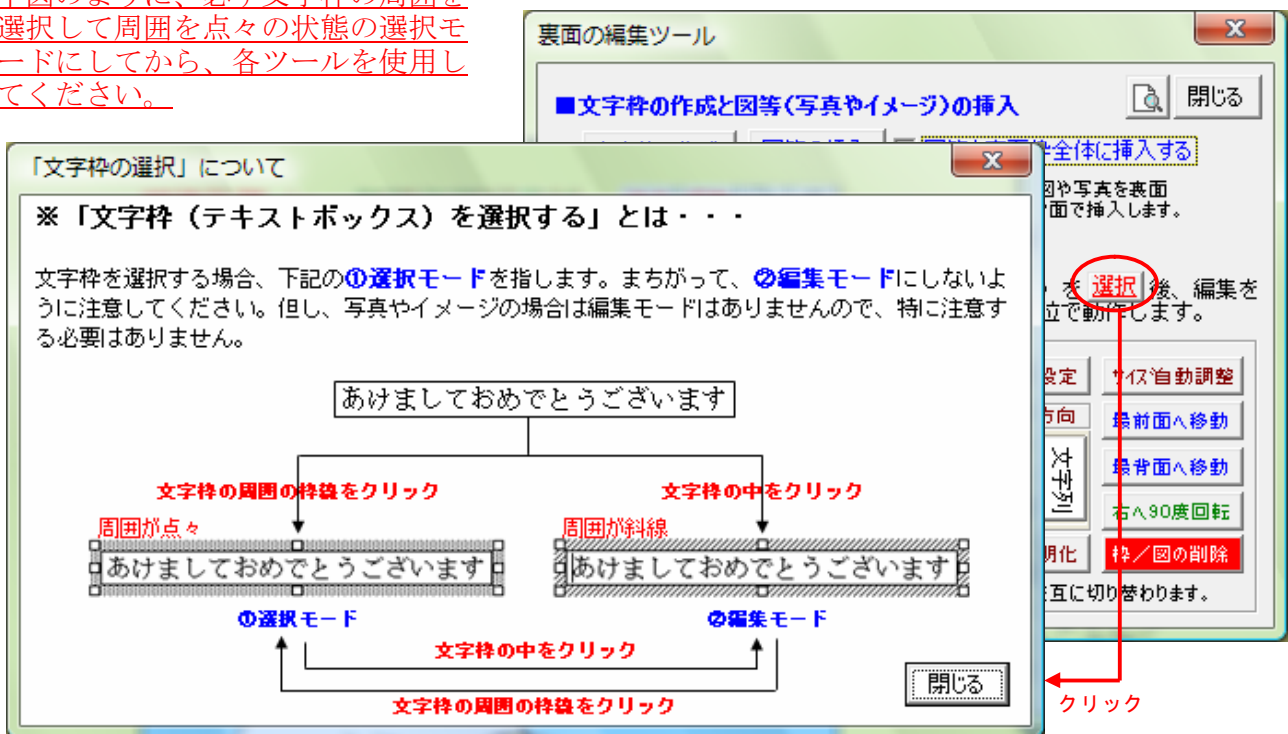 下図のように、必ず文字枠の周囲を
選択して周囲を点々の状態の選択モ
ードにしてから、各ツールを使用し
てください。
裏面の編集ツール
■文字枠の作成と図等(写真やイメージ)の挿入
閉じる
全体に挿入する
図や写真を裏面
面で挿入します。
を 選択 後、編集を
立で動作します。
設定
サイズ自動調整
方向
最前面へ移動
文字列
最背面へ移動
右へ90度回転
明化
枠／図の削除
互に切り替わります。
クリック
「文字枠の選択」について
※「文字枠（テキストボックス）を選択する」とは・・・
文字枠を選択する場合、下記の①選択モードを指します。まちがって、②編集モードにしないよ
うに注意してください。但し、写真やイメージの場合は編集モードはありませんので、特に注意す
る必要はありません。
あけましておめでとうございます
文字枠の周囲の枠線をクリック
文字枠の中をクリック
周囲が点々
周囲が斜線
あけましておめでとうございます
あけましておめでとうございます
①選択モード
②編集モード
文字枠の中をクリック
文字枠の周囲の枠線をクリック
閉じる